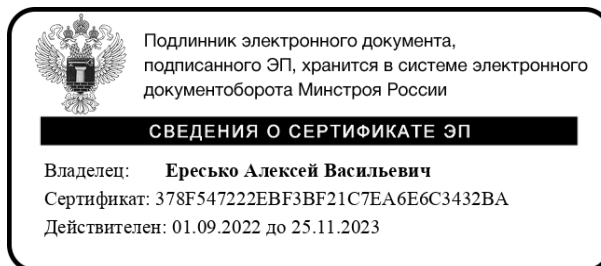 Подлинник электронного документа,
подписанного ЭП, хранится в системе электронного
документоборота Минстроя России
СВЕДЕНИЯ О СЕРТИФИКАТЕ ЭП
Владелец: Ересько Алексей Васильевич
Сертификат: 378F547222EBF3BF21C7EA6E6C3432BA
Действителен: 01.09.2022 до 25.11.2023